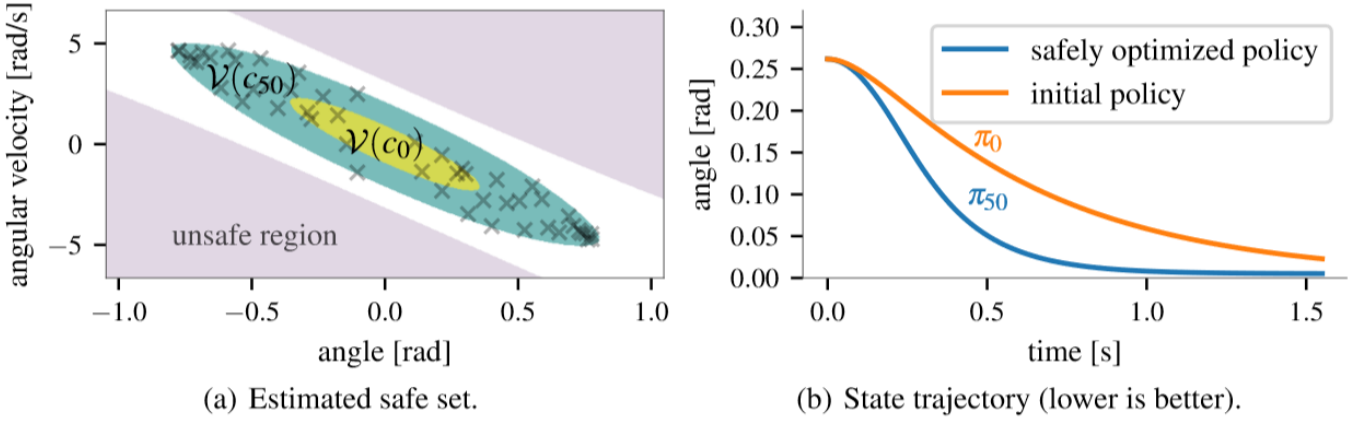 angular velocity [rad/s]
5
0
−5
𝒱(c₅₀)
𝒱(c₀)
unsafe region
−1.0 −0.5 0.0 0.5 1.0
angle [rad]
(a) Estimated safe set.
angle [rad]
0.30
0.25
0.20
0.15
0.10
0.05
0.00
safely optimized policy
initial policy
π₀
π₅₀
0.0 0.5 1.0 1.5
time [s]
(b) State trajectory (lower is better).